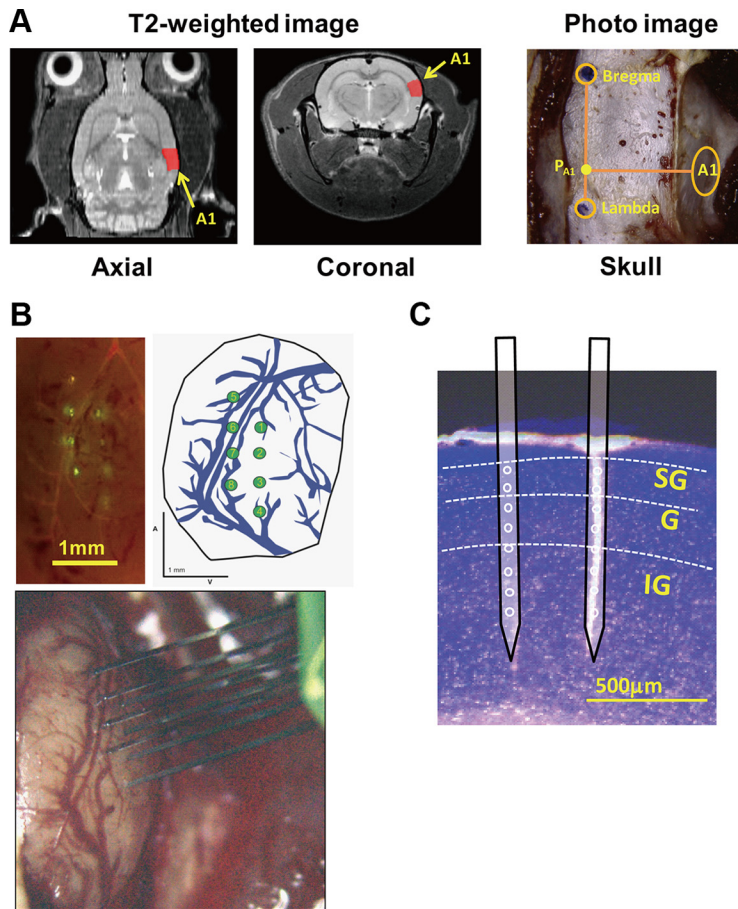 A
T2-weighted image
Photo image
A1
A1
Bregma
PA1
A1
Lambda
Axial
Coronal
Skull
B
C
1mm
5
6
1
7
2
8
3
4
A
1 mm
V
SG
G
IG
500μm